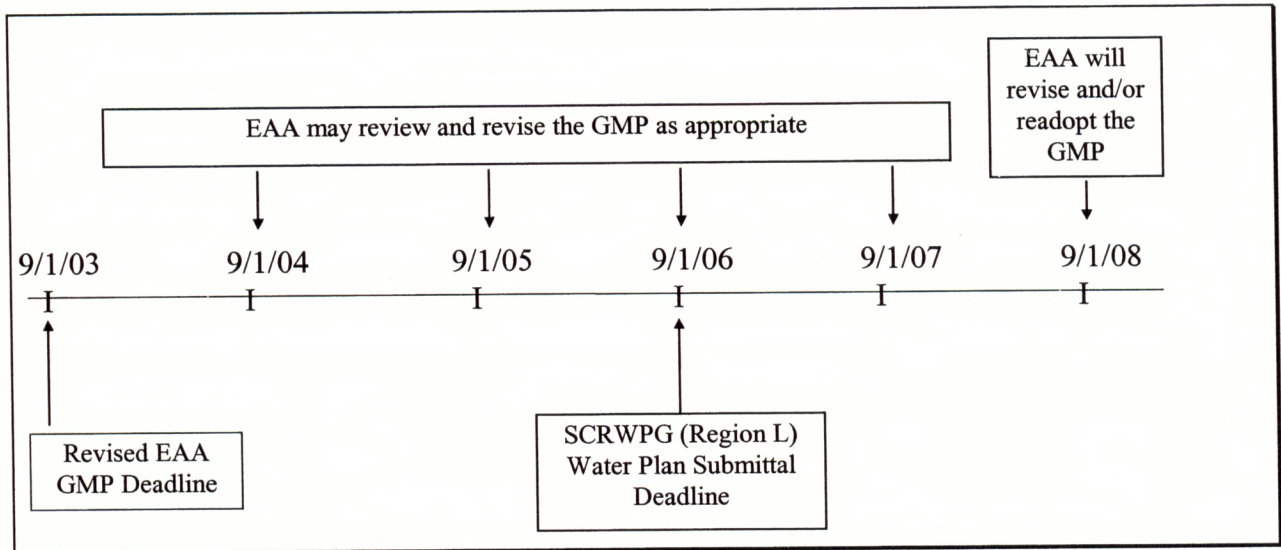 EAA will
revise and/or
readopt the
GMP
EAA may review and revise the GMP as appropriate
9/1/03 9/1/04 9/1/05 9/1/06 9/1/07 9/1/08
Revised EAA
GMP Deadline
SCRWPG (Region L)
Water Plan Submittal
Deadline